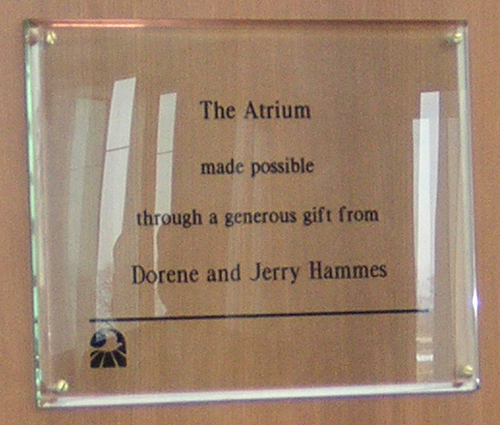 The Atrium
made possible
through a generous gift from
Dorene and Jerry Hammes